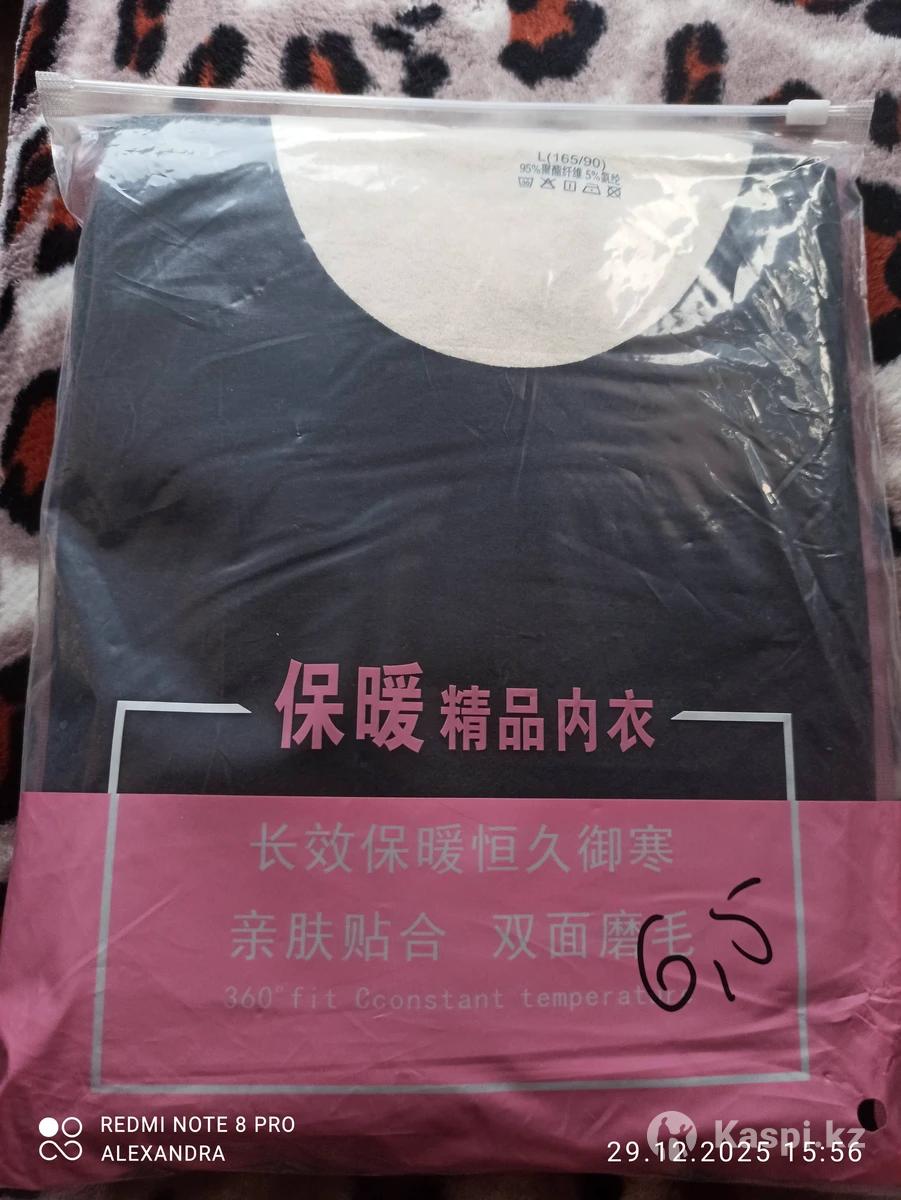 L(165/90)
95%聚酯纤维 5%氨纶
保暖 精品内衣
长效保暖恒久御寒
亲肤贴合 双面磨毛
360°fit Cconstant temperature
REDMI NOTE 8 PRO
ALEXANDRA
Kaspi.kz
29.12.2025 15:56